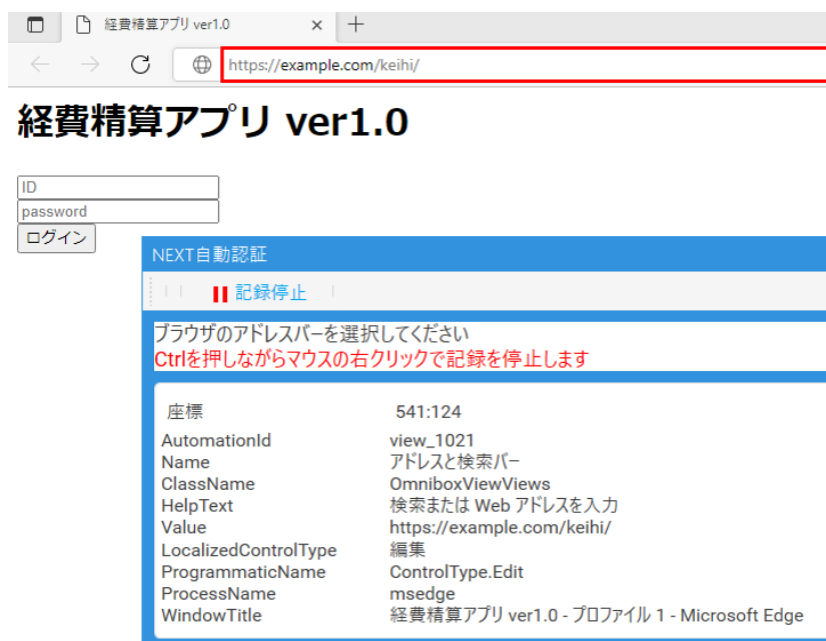 経費精算アプリ ver1.0
https://example.com/keihi/
経費精算アプリ ver1.0
ID
password
ログイン
NEXT自動認証
記録停止
ブラウザのアドレスバーを選択してください
Ctrlを押しながらマウスの右クリックで記録を停止します
座標 541:124
AutomationId view_1021
Name アドレスと検索バー
ClassName OmniboxViewViews
HelpText 検索または Web アドレスを入力
Value https://example.com/keihi/
LocalizedControlType 編集
ProgrammaticName ControlType.Edit
ProcessName msedge
WindowTitle 経費精算アプリ ver1.0 - プロファイル 1 - Microsoft Edge